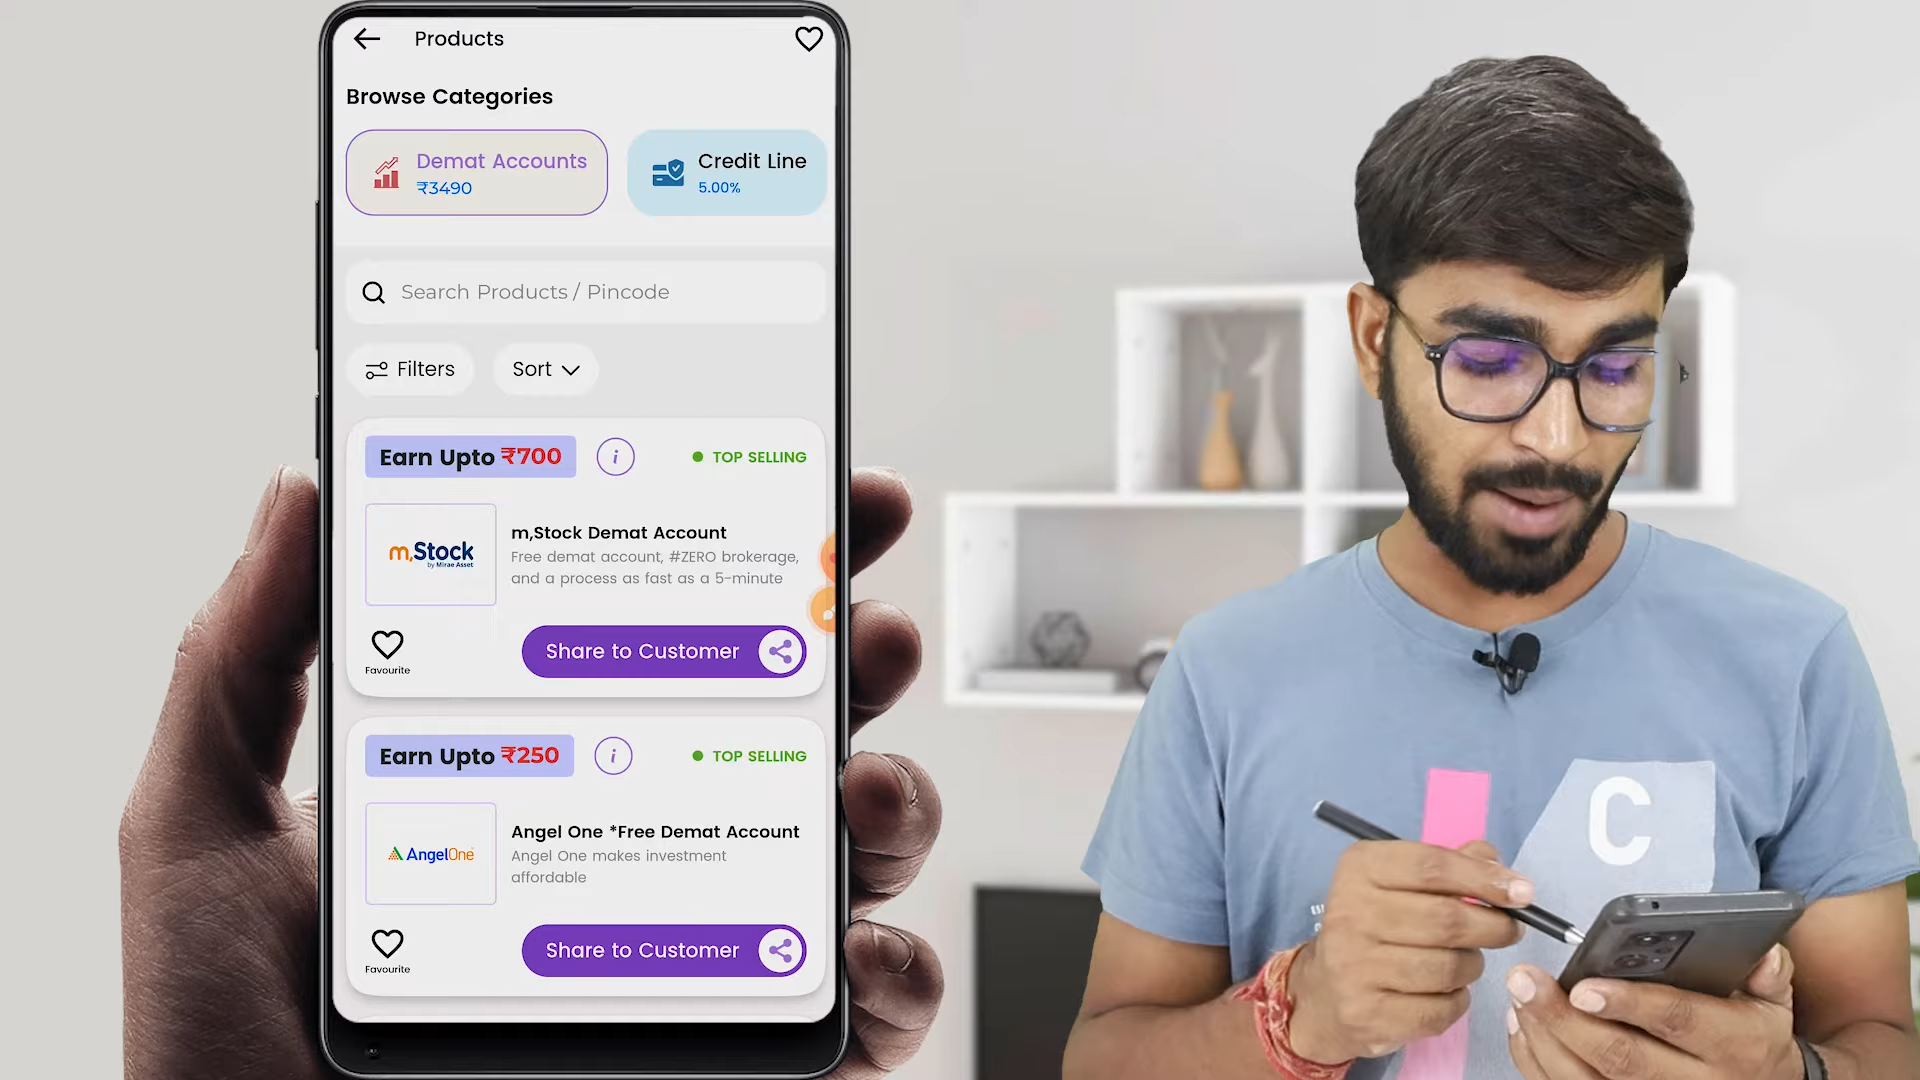 Products
Browse Categories
Demat Accounts
₹3490
Credit Line
5.00%
Search Products / Pincode
Filters
Sort
Earn Upto ₹700
i
TOP SELLING
m,Stock
by Mirae Asset
m,Stock Demat Account
Free demat account, #ZERO brokerage,
and a process as fast as a 5-minute
Favourite
Share to Customer
Earn Upto ₹250
i
TOP SELLING
AngelOne
Angel One *Free Demat Account
Angel One makes investment
affordable
Favourite
Share to Customer
C